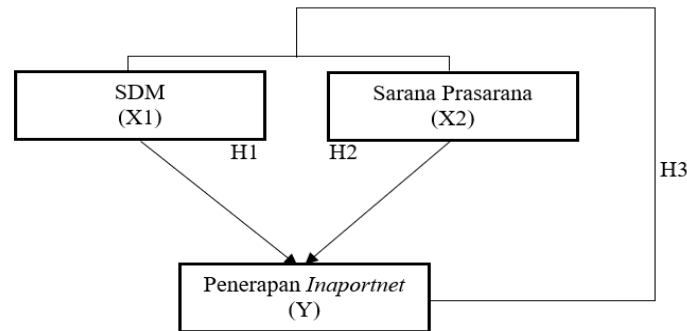 SDM
(X1)
Sarana Prasarana
(X2)
H1
H2
H3
Penerapan Inaportnet
(Y)